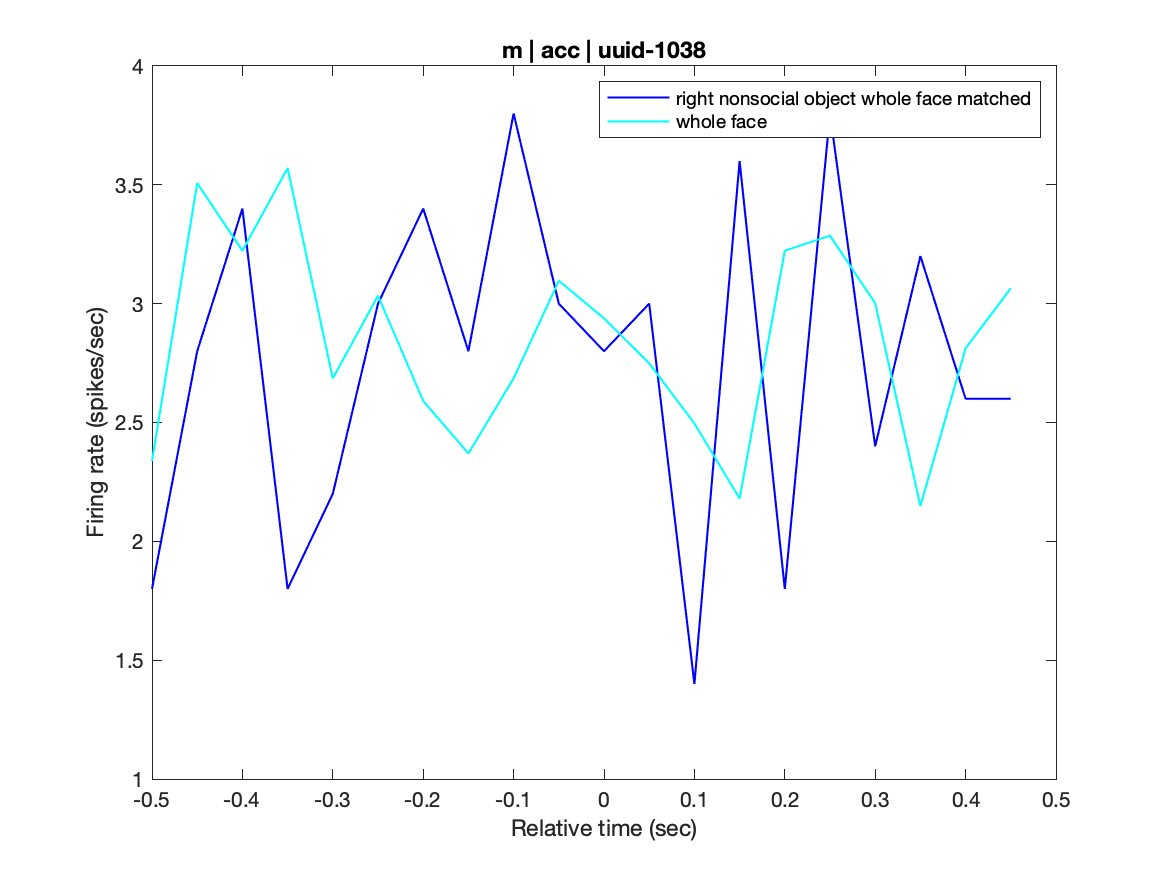 m | acc | uuid-1038
right nonsocial object whole face matched
whole face
Firing rate (spikes/sec)
4
3.5
3
2.5
2
1.5
1
-0.5 -0.4 -0.3 -0.2 -0.1 0 0.1 0.2 0.3 0.4 0.5
Relative time (sec)